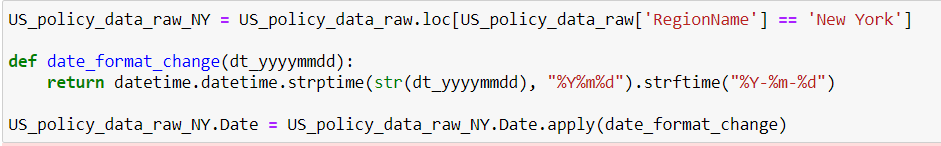 US_policy_data_raw_NY = US_policy_data_raw.loc[US_policy_data_raw['RegionName'] == 'New York']
def date_format_change(dt_yyyymmdd):
    return datetime.datetime.strptime(str(dt_yyyymmdd), "%Y%m%d").strftime("%Y-%m-%d")
US_policy_data_raw_NY.Date = US_policy_data_raw_NY.Date.apply(date_format_change)